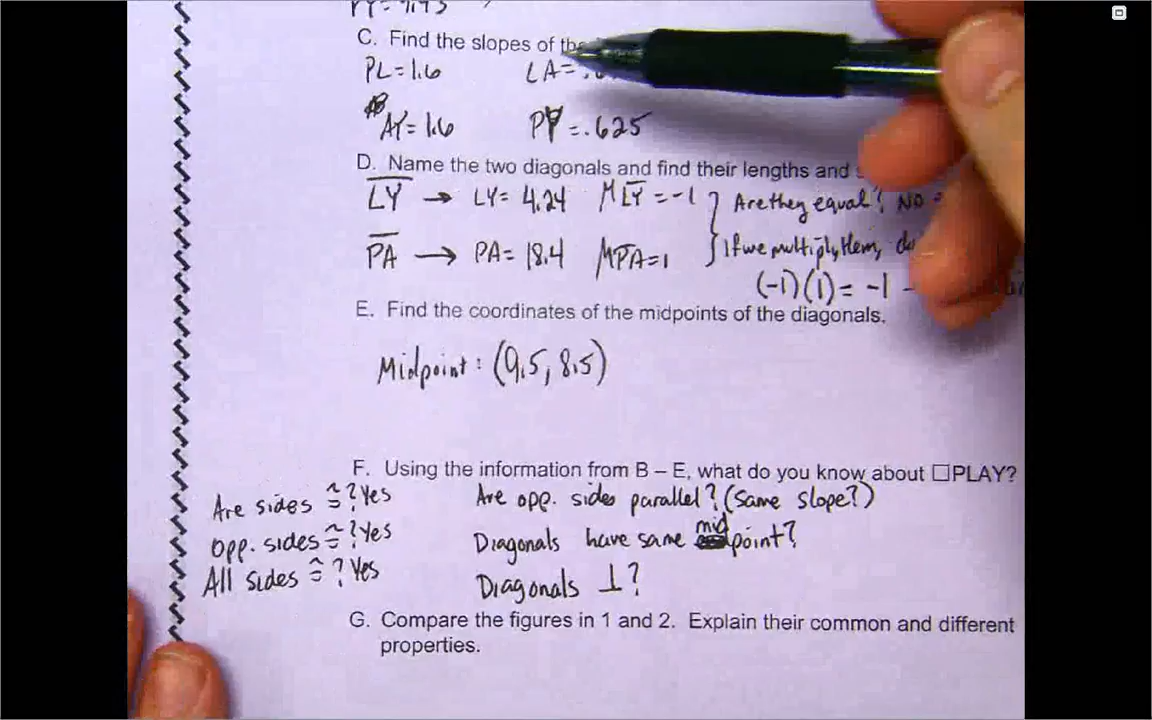 C. Find the slopes of the
PL = 1.6 LA =
AY = 1.6 PY = .625
D. Name the two diagonals and find their lengths and
LY → LY = 4.24 MLY = -1 } Are they equal? No
PA → PA = 18.4 MPA = 1 } If we multiply them,
(-1)(1) = -1 -
E. Find the coordinates of the midpoints of the diagonals.
Midpoint: (9.5, 8.5)
F. Using the information from B – E, what do you know about □PLAY?
Are sides ≅? Yes Are opp. sides parallel? (Same slope?)
Opp. sides ≅? Yes Diagonals have same midpoint?
All sides ≅? Yes Diagonals ⊥?
G. Compare the figures in 1 and 2. Explain their common and different
properties.